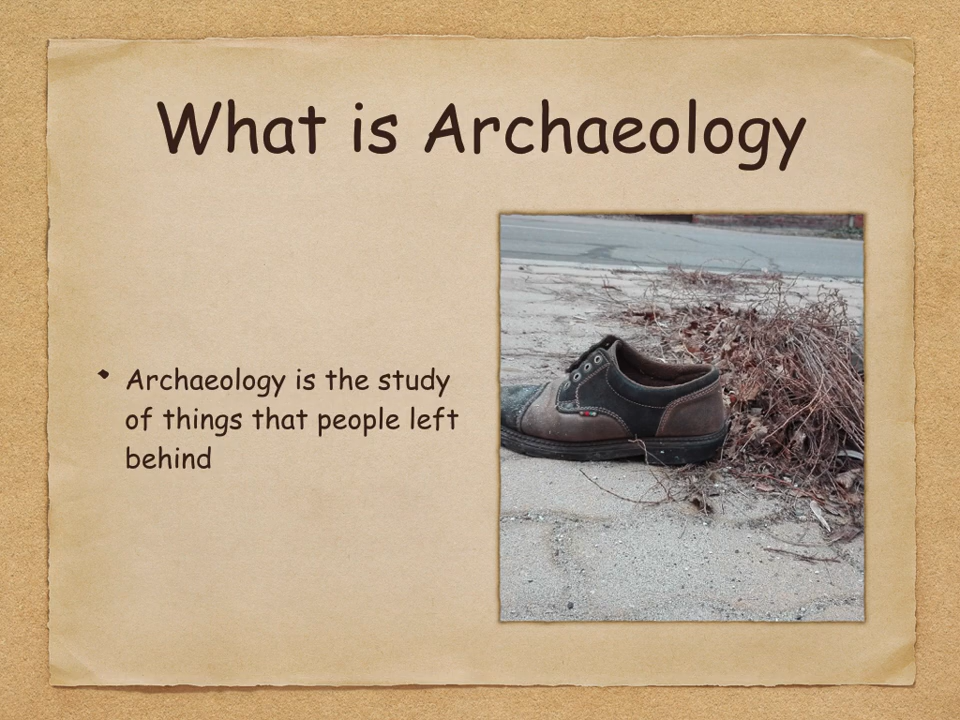 What is Archaeology
Archaeology is the study
of things that people left
behind